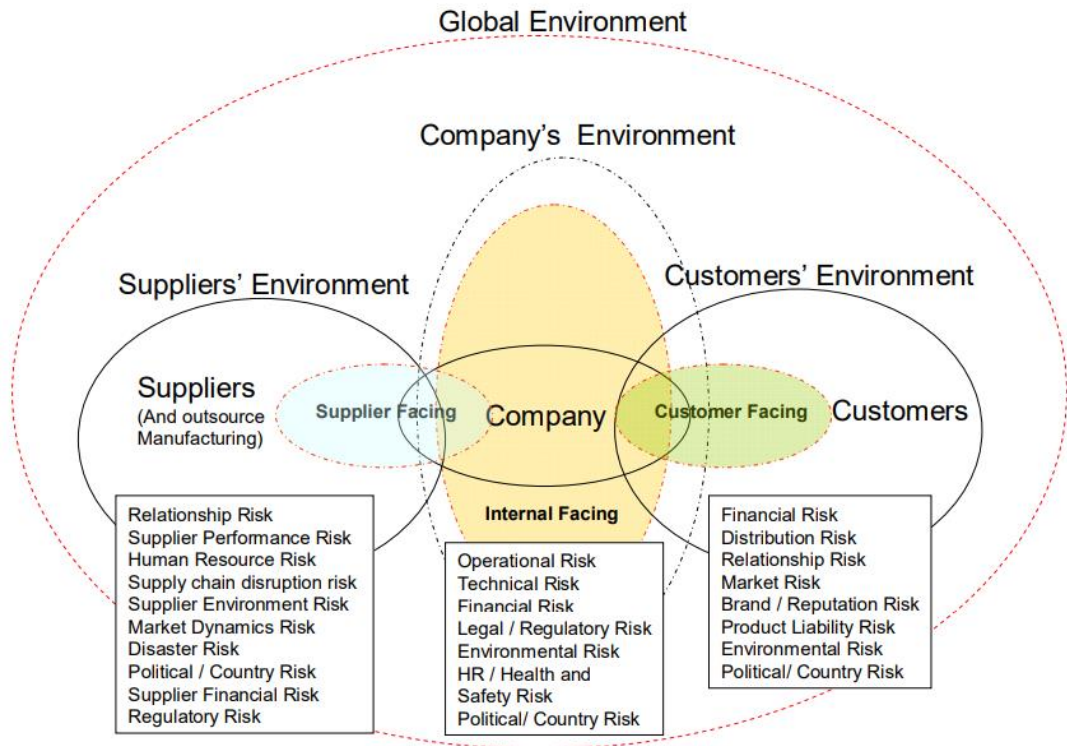 Global Environment
Company's  Environment
Suppliers' Environment
Customers' Environment
Suppliers
(And outsource
Manufacturing)
Supplier Facing
Company
Customer Facing
Customers
Internal Facing
Relationship Risk
Supplier Performance Risk
Human Resource Risk
Supply chain disruption risk
Supplier Environment Risk
Market Dynamics Risk
Disaster Risk
Political / Country Risk
Supplier Financial Risk
Regulatory Risk
Operational Risk
Technical Risk
Financial Risk
Legal / Regulatory Risk
Environmental Risk
HR / Health and
Safety Risk
Political/ Country Risk
Financial Risk
Distribution Risk
Relationship Risk
Market Risk
Brand / Reputation Risk
Product Liability Risk
Environmental Risk
Political/ Country Risk